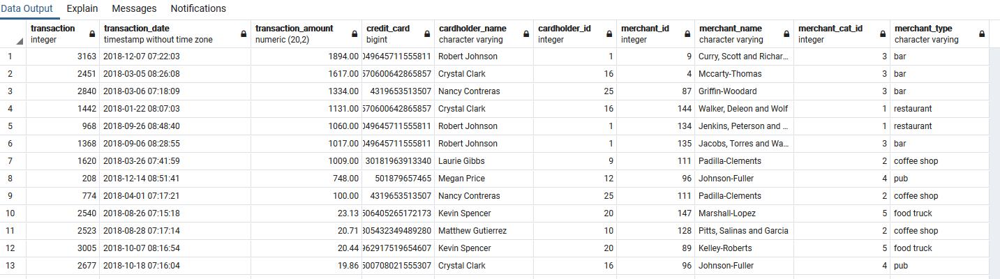 Data Output Explain Messages Notifications
transaction transaction_date transaction_amount credit_card cardholder_name cardholder_id merchant_id merchant_name merchant_cat_id merchant_type
integer timestamp without time zone numeric (20,2) bigint character varying integer integer character varying integer character varying
1 3163 2018-12-07 07:22:03 1894.00 049645711555811 Robert Johnson 1 9 Curry, Scott and Richar... 3 bar
2 2451 2018-03-05 08:26:08 1617.00 570600642865857 Crystal Clark 16 4 Mccarty-Thomas 3 bar
3 2840 2018-03-06 07:18:09 1334.00 4319653513507 Nancy Contreras 25 87 Griffin-Woodard 3 bar
4 1442 2018-01-22 08:07:03 1131.00 570600642865857 Crystal Clark 16 144 Walker, Deleon and Wolf 1 restaurant
5 968 2018-09-26 08:48:40 1060.00 049645711555811 Robert Johnson 1 134 Jenkins, Peterson and ... 1 restaurant
6 1368 2018-09-06 08:28:55 1017.00 049645711555811 Robert Johnson 1 135 Jacobs, Torres and Wa... 3 bar
7 1620 2018-03-26 07:41:59 1009.00 30181963913340 Laurie Gibbs 9 111 Padilla-Clements 2 coffee shop
8 208 2018-12-14 08:51:41 748.00 501879657465 Megan Price 12 96 Johnson-Fuller 4 pub
9 774 2018-04-01 07:17:21 100.00 4319653513507 Nancy Contreras 25 111 Padilla-Clements 2 coffee shop
10 2540 2018-08-26 07:15:18 23.13 506405265172173 Kevin Spencer 20 147 Marshall-Lopez 5 food truck
11 2523 2018-08-28 07:17:14 20.71 305432349489280 Matthew Gutierrez 10 128 Pitts, Salinas and Garcia 2 coffee shop
12 3005 2018-10-07 08:16:54 20.44 962917519654607 Kevin Spencer 20 89 Kelley-Roberts 5 food truck
13 2677 2018-10-18 07:16:04 19.86 500708021555307 Crystal Clark 16 96 Johnson-Fuller 4 pub